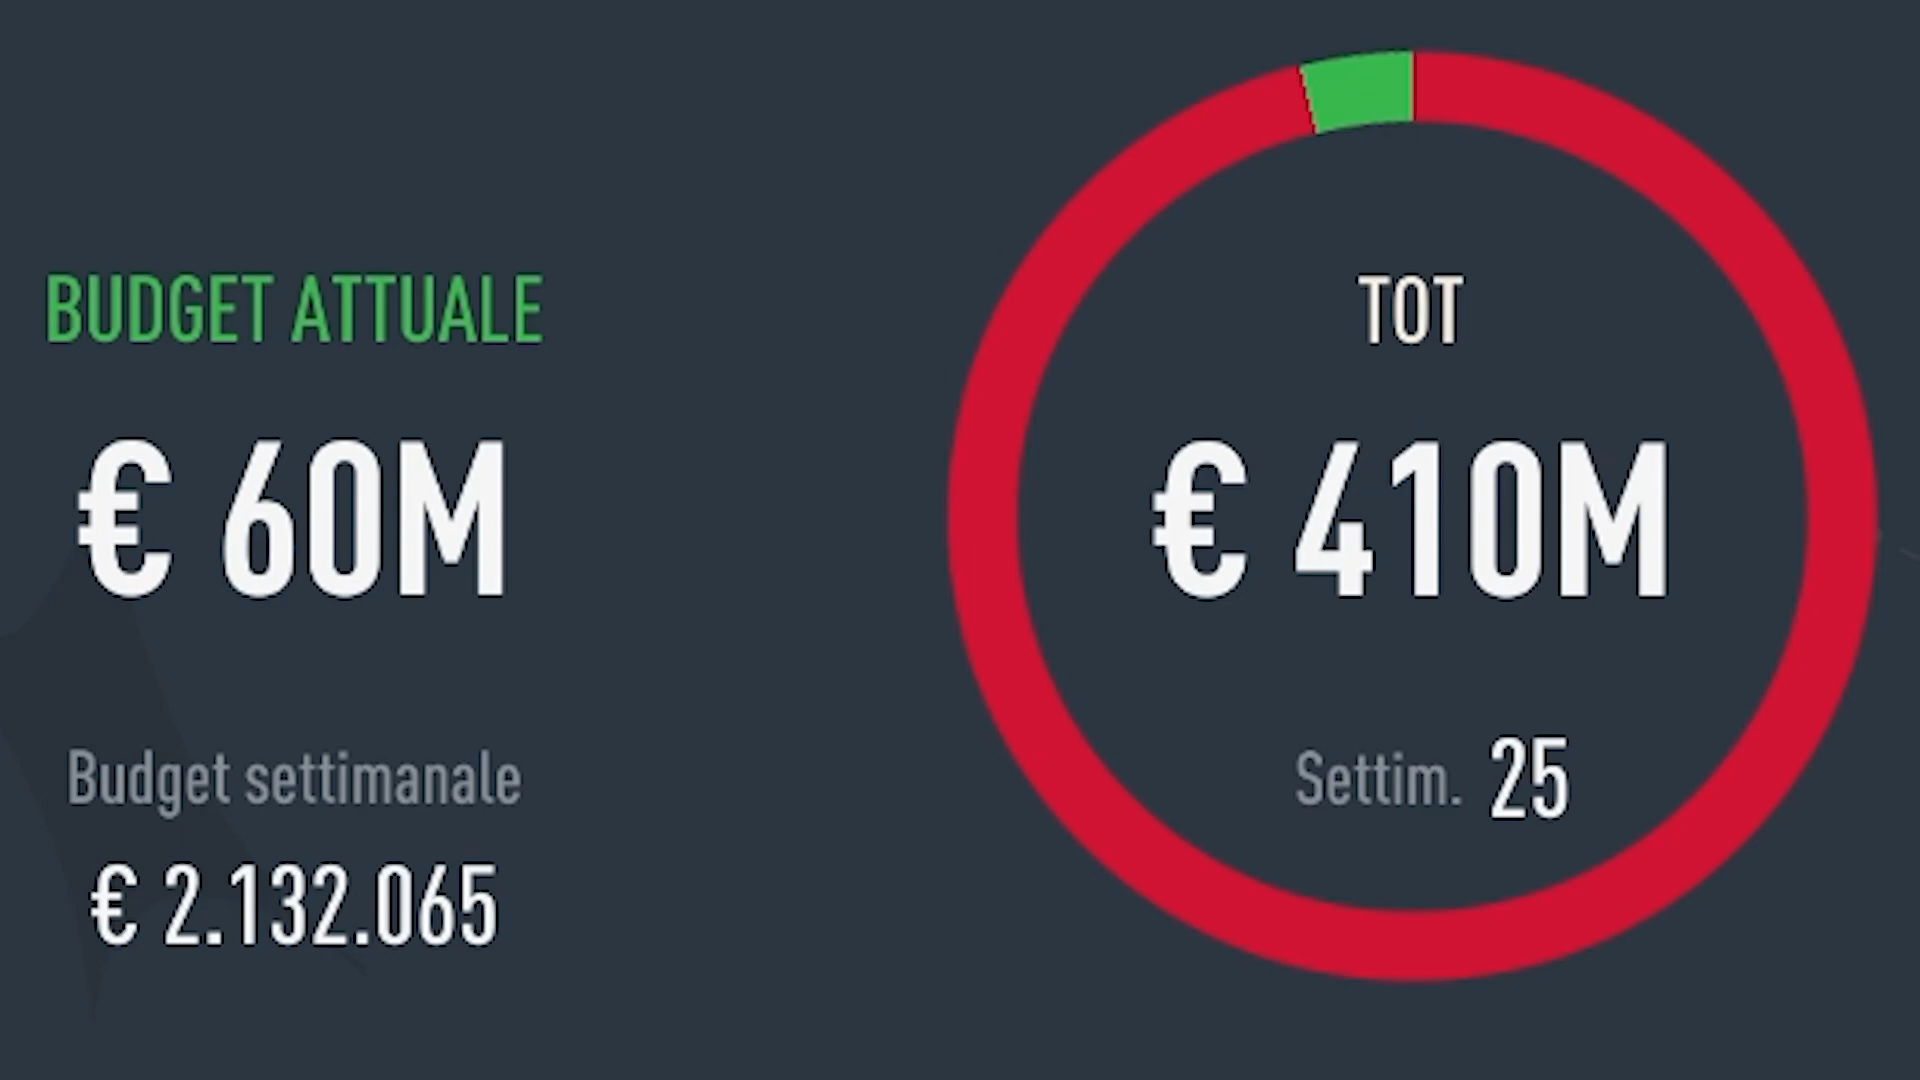 BUDGET ATTUALE
€ 60M
Budget settimanale
€ 2.132.065
TOT
€ 410M
Settim. 25